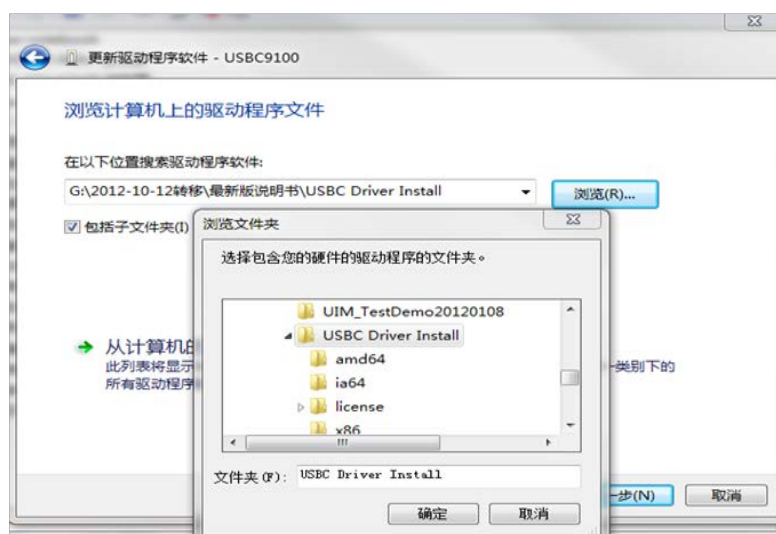 更新驱动程序软件 - USBC9100
浏览计算机上的驱动程序文件
在以下位置搜索驱动程序软件:
G:\2012-10-12转移\最新版说明书\USBC Driver Install
浏览(R)...
包括子文件夹(I)
浏览文件夹
选择包含您的硬件的驱动程序的文件夹。
UIM_TestDemo20120108
USBC Driver Install
amd64
ia64
license
x86
从计算机的
此列表将显示
类别下的
所有驱动程序
文件夹(F):
USBC Driver Install
确定
取消
一步(N)
取消